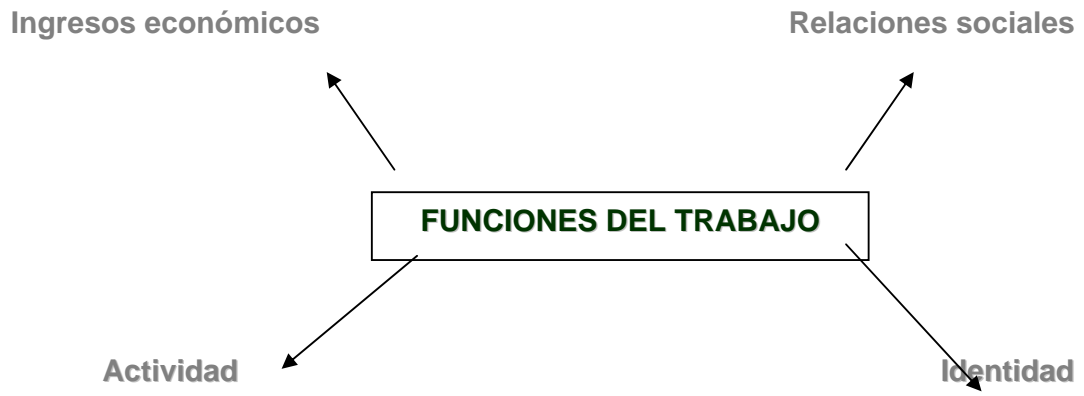 Ingresos económicos
Relaciones sociales
FUNCIONES DEL TRABAJO
Actividad
Identidad